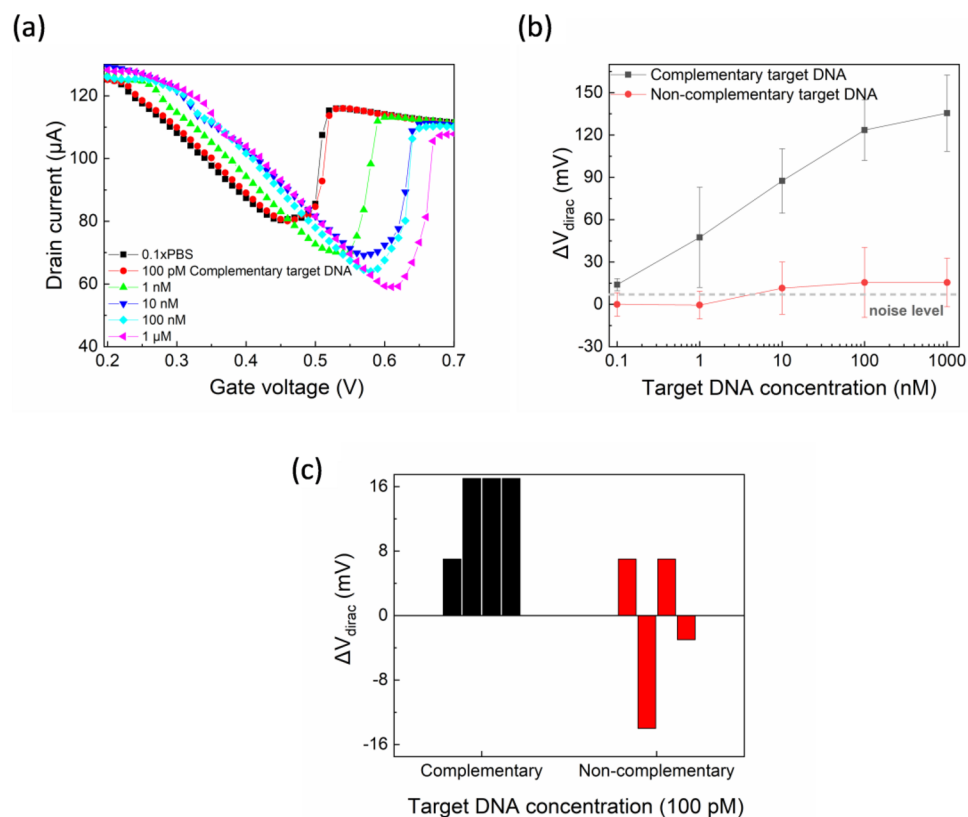 (a)
120
100
80
60
40
Drain current (µA)
0.1xPBS
100 pM Complementary target DNA
1 nM
10 nM
100 nM
1 µM
0.2 0.3 0.4 0.5 0.6 0.7
Gate voltage (V)
(b)
150
120
90
60
30
0
-30
ΔVdirac (mV)
Complementary target DNA
Non-complementary target DNA
noise level
0.1 1 10 100 1000
Target DNA concentration (nM)
(c)
16
8
0
-8
-16
ΔVdirac (mV)
Complementary Non-complementary
Target DNA concentration (100 pM)